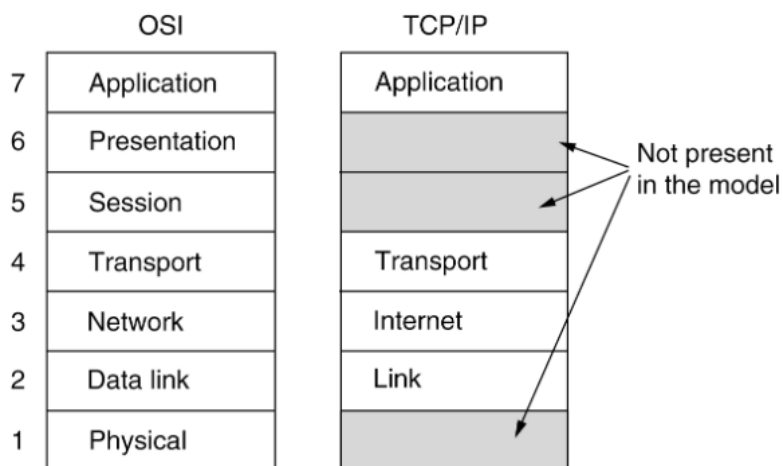 OSI TCP/IP
7 Application Application
6 Presentation
Not present
in the model
5 Session
4 Transport Transport
3 Network Internet
2 Data link Link
1 Physical